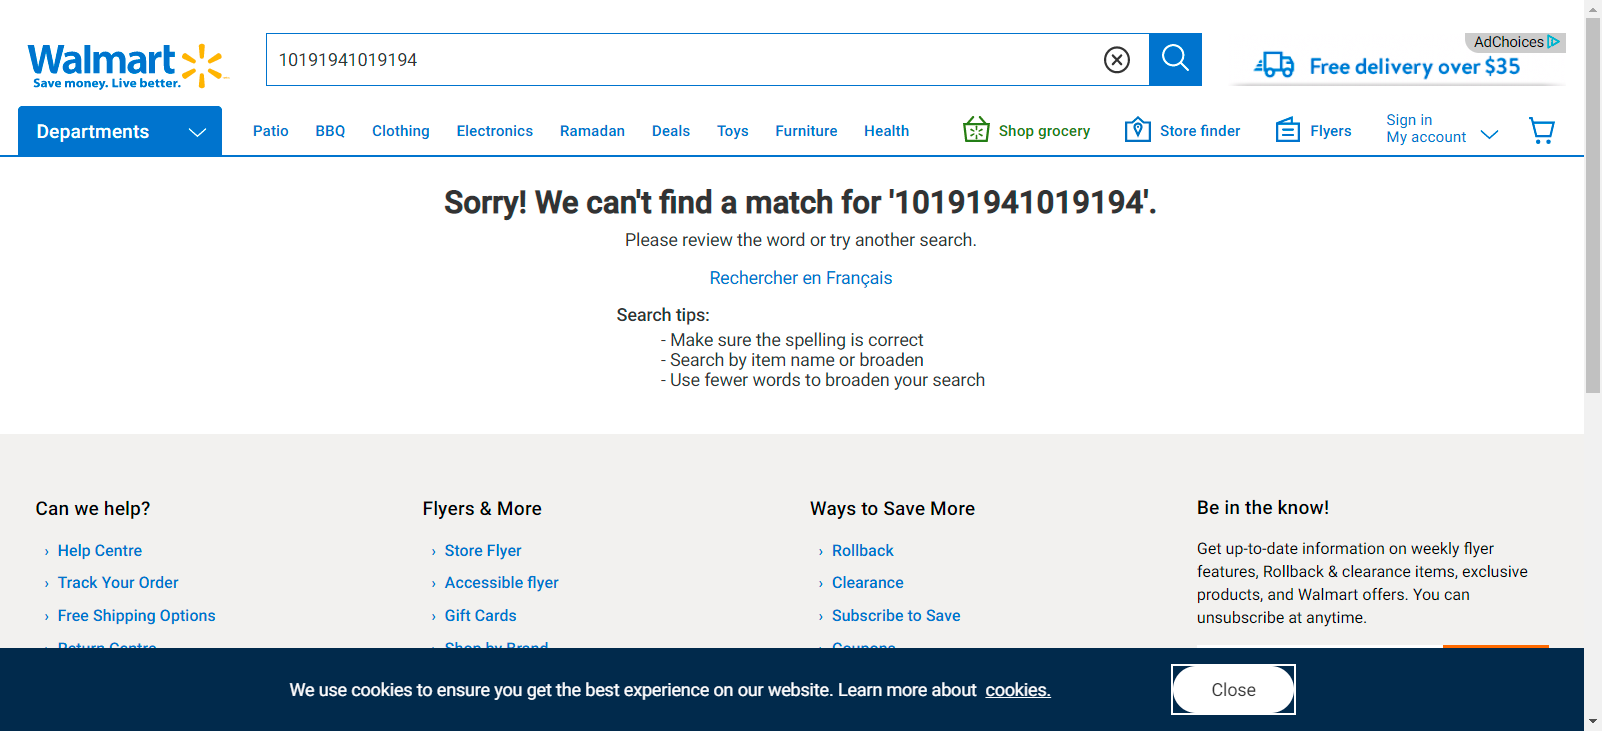 Walmart
Save money. Live better.
10191941019194
AdChoices
Free delivery over $35
Departments
Patio
BBQ
Clothing
Electronics
Ramadan
Deals
Toys
Furniture
Health
Shop grocery
Store finder
Flyers
Sign in
My account
Sorry! We can't find a match for '10191941019194'.
Please review the word or try another search.
Rechercher en Français
Search tips:
- Make sure the spelling is correct
- Search by item name or broaden
- Use fewer words to broaden your search
Can we help?
› Help Centre
› Track Your Order
› Free Shipping Options
› Return Centre
Flyers & More
› Store Flyer
› Accessible flyer
› Gift Cards
› Shop by Brand
Ways to Save More
› Rollback
› Clearance
› Subscribe to Save
› Coupons
Be in the know!
Get up-to-date information on weekly flyer
features, Rollback & clearance items, exclusive
products, and Walmart offers. You can
unsubscribe at anytime.
We use cookies to ensure you get the best experience on our website. Learn more about cookies.
Close